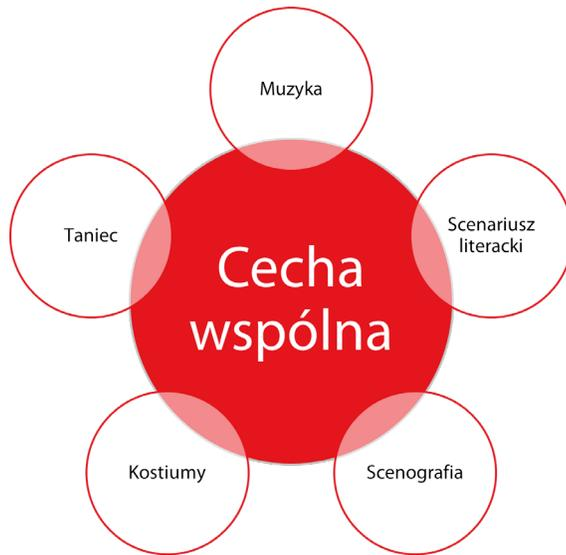 Muzyka
Taniec
Scenariusz
literacki
Cecha
wspólna
Kostiumy
Scenografia